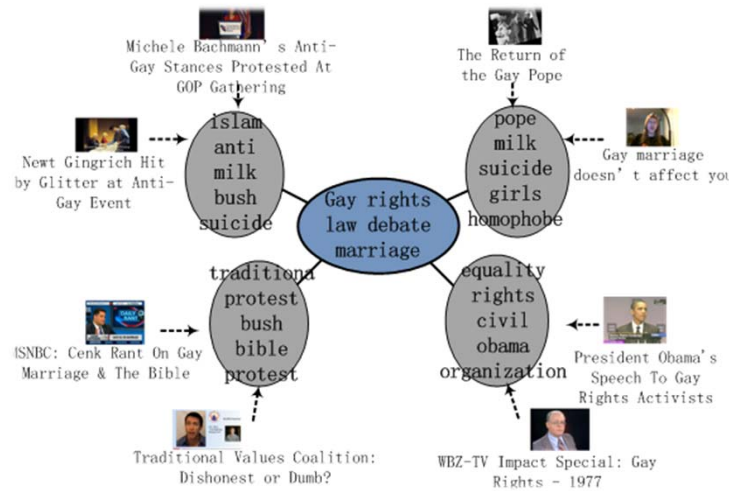 Michele Bachmann's Anti-
Gay Stances Protested At
GOP Gathering
The Return of
the Gay Pope
islam
anti
milk
bush
suicide
pope
milk
suicide
girls
homophobe
Newt Gingrich Hit
by Glitter at Anti-
Gay Event
Gay marriage
doesn't affect you
Gay rights
law debate
marriage
traditiona
protest
bush
bible
protest
equality
rights
civil
obama
organization
DAILY
RANT
ISNBC: Cenk Rant On Gay
Marriage & The Bible
President Obama's
Speech To Gay
Rights Activists
Traditional Values Coalition:
Dishonest or Dumb?
WBZ-TV Impact Special: Gay
Rights - 1977